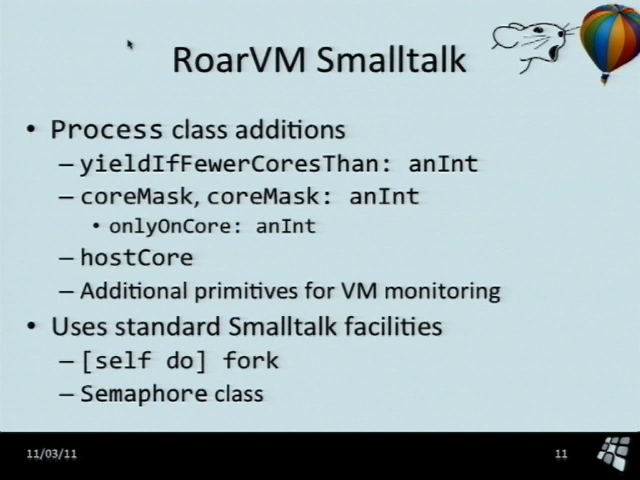 RoarVM Smalltalk
• Process class additions
– yieldIfFewerCoresThan: anInt
– coreMask, coreMask: anInt
• onlyOnCore: anInt
– hostCore
– Additional primitives for VM monitoring
• Uses standard Smalltalk facilities
– [self do] fork
– Semaphore class
11/03/11
11